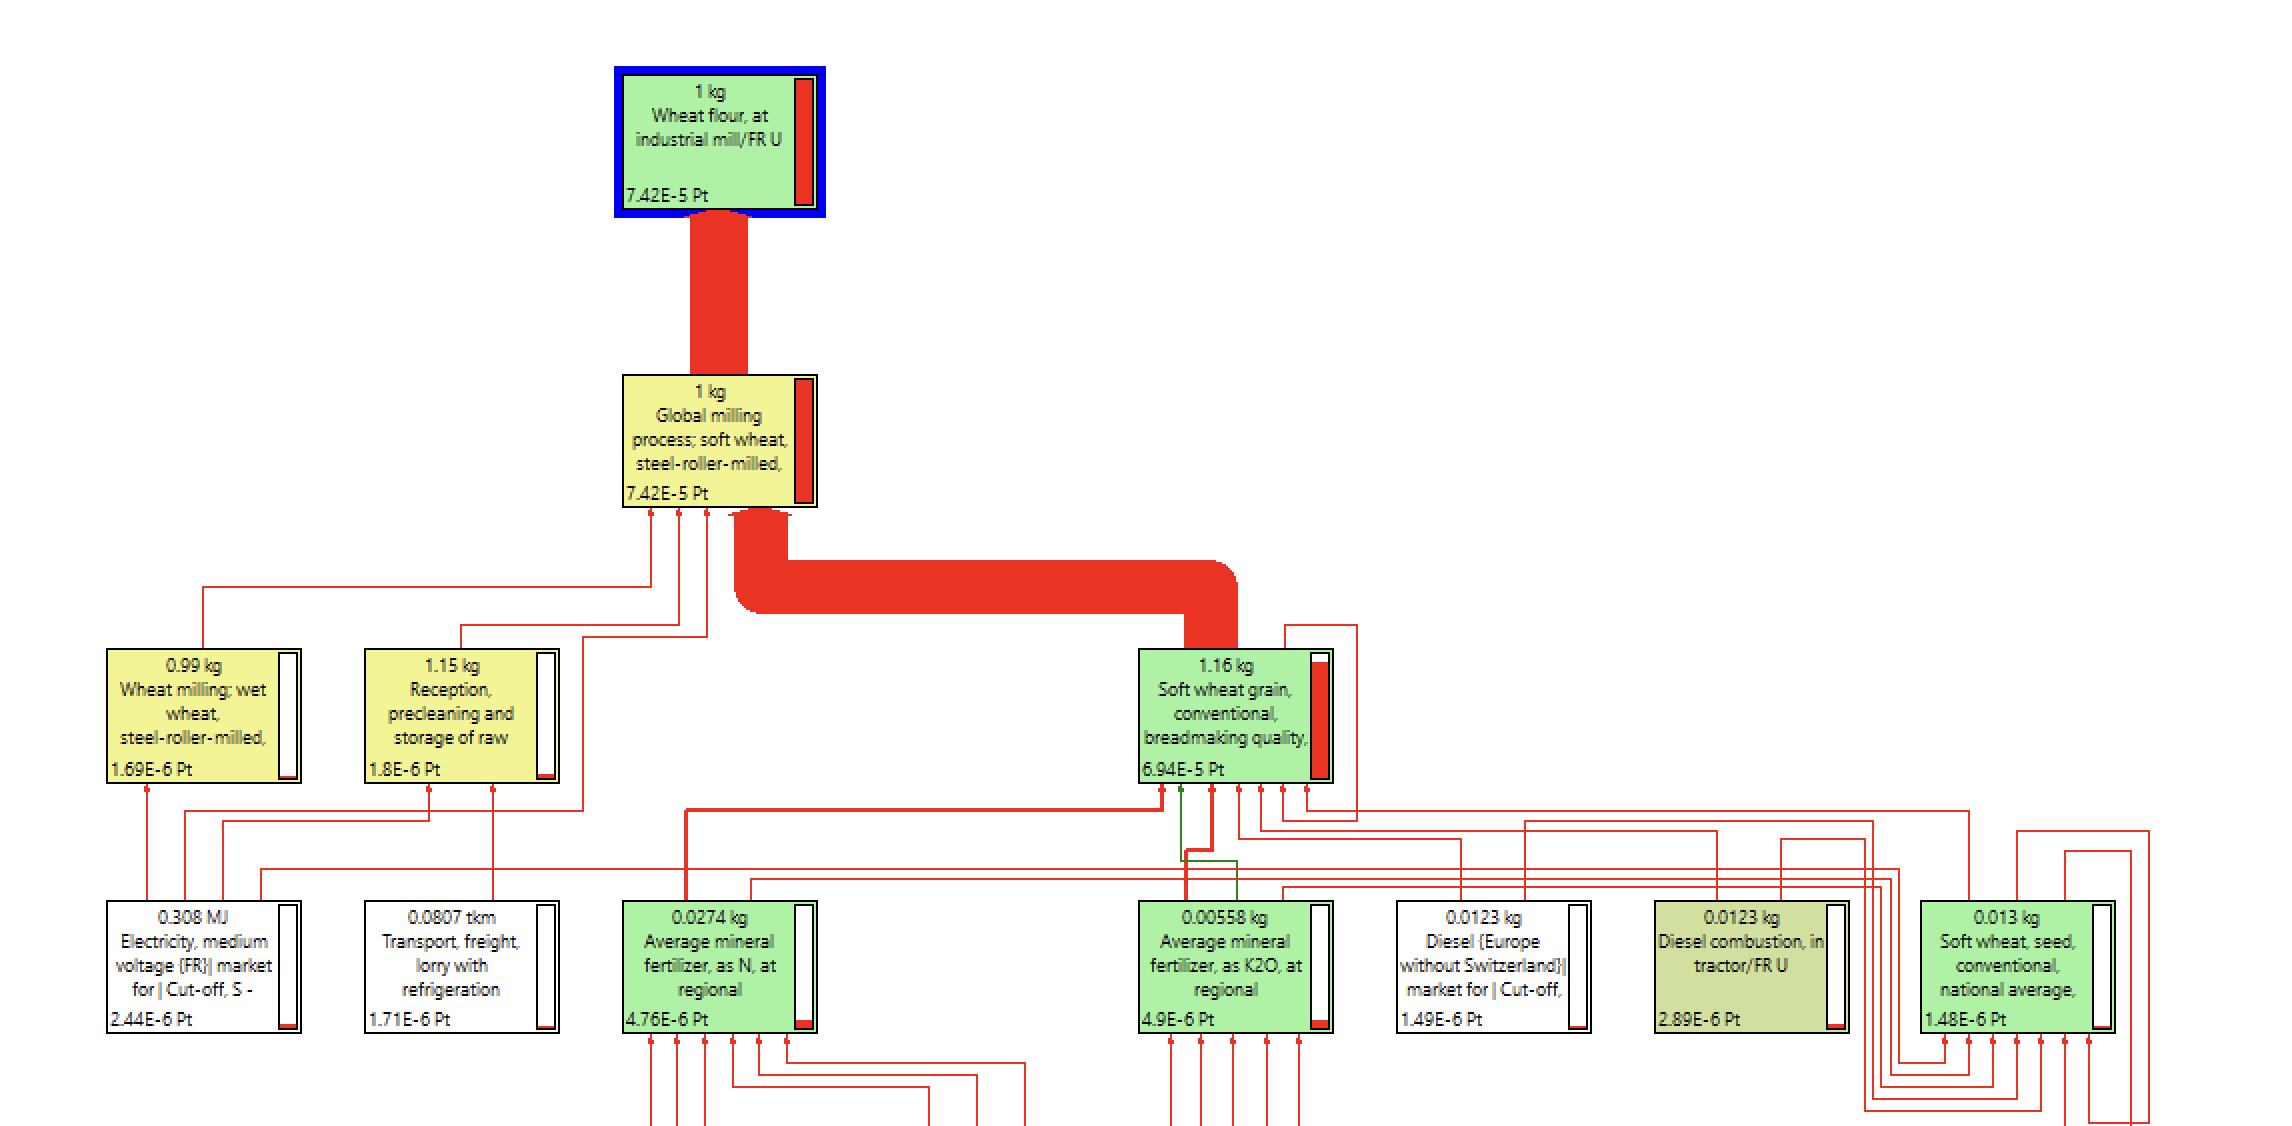 1 kg
Wheat flour, at
industrial mill/FR U
7.42E-5 Pt
1 kg
Global milling
process; soft wheat,
steel-roller-milled,
7.42E-5 Pt
0.99 kg
Wheat milling; wet
wheat,
steel-roller-milled,
1.69E-6 Pt
1.15 kg
Reception,
precleaning and
storage of raw
1.8E-6 Pt
1.16 kg
Soft wheat grain,
conventional,
breadmaking quality,
6.94E-5 Pt
0.308 MJ
Electricity, medium
voltage {FR}| market
for | Cut-off, S -
2.44E-6 Pt
0.0807 tkm
Transport, freight,
lorry with
refrigeration
1.71E-6 Pt
0.0274 kg
Average mineral
fertilizer, as N, at
regional
4.76E-6 Pt
0.00558 kg
Average mineral
fertilizer, as K2O, at
regional
4.9E-6 Pt
0.0123 kg
Diesel {Europe
without Switzerland}|
market for | Cut-off,
1.49E-6 Pt
0.0123 kg
Diesel combustion, in
tractor/FR U
2.89E-6 Pt
0.013 kg
Soft wheat, seed,
conventional,
national average,
1.48E-6 Pt